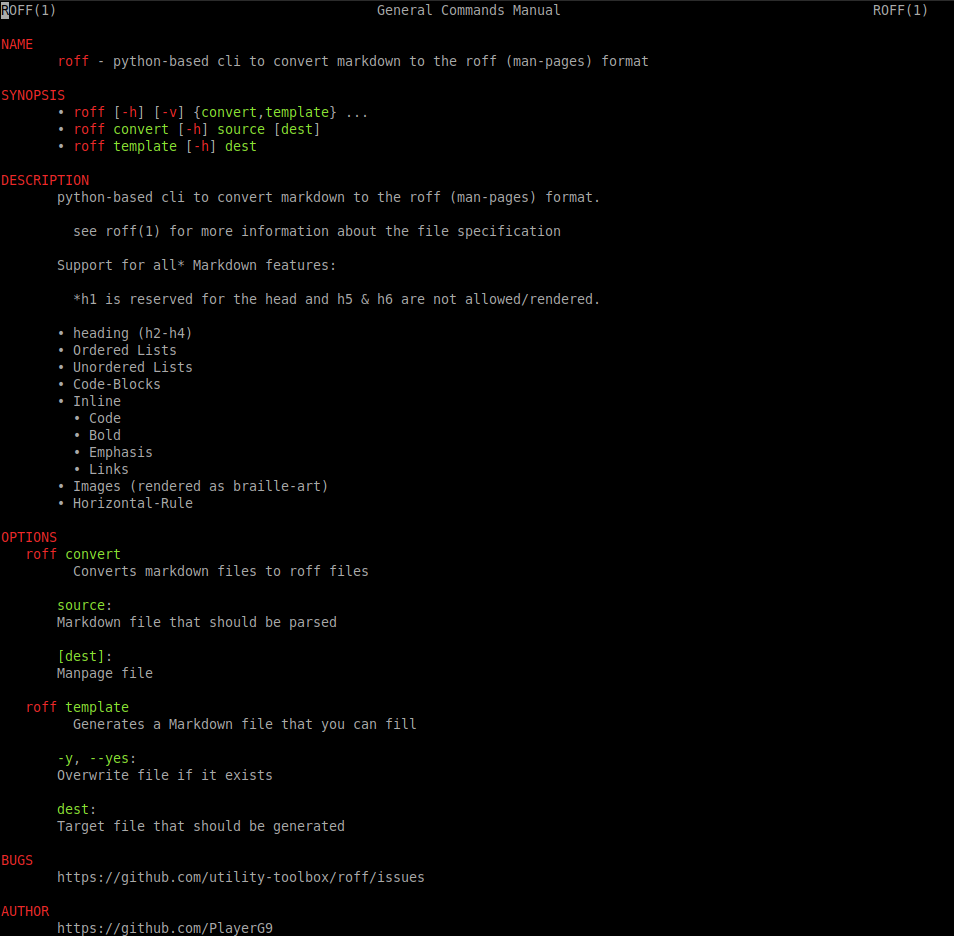 ROFF(1) General Commands Manual ROFF(1)
NAME
roff - python-based cli to convert markdown to the roff (man-pages) format
SYNOPSIS
• roff [-h] [-v] {convert,template} ...
• roff convert [-h] source [dest]
• roff template [-h] dest
DESCRIPTION
python-based cli to convert markdown to the roff (man-pages) format.
see roff(1) for more information about the file specification
Support for all* Markdown features:
*h1 is reserved for the head and h5 & h6 are not allowed/rendered.
• heading (h2-h4)
• Ordered Lists
• Unordered Lists
• Code-Blocks
• Inline
• Code
• Bold
• Emphasis
• Links
• Images (rendered as braille-art)
• Horizontal-Rule
OPTIONS
roff convert
Converts markdown files to roff files
source:
Markdown file that should be parsed
[dest]:
Manpage file
roff template
Generates a Markdown file that you can fill
-y, --yes:
Overwrite file if it exists
dest:
Target file that should be generated
BUGS
https://github.com/utility-toolbox/roff/issues
AUTHOR
https://github.com/PlayerG9